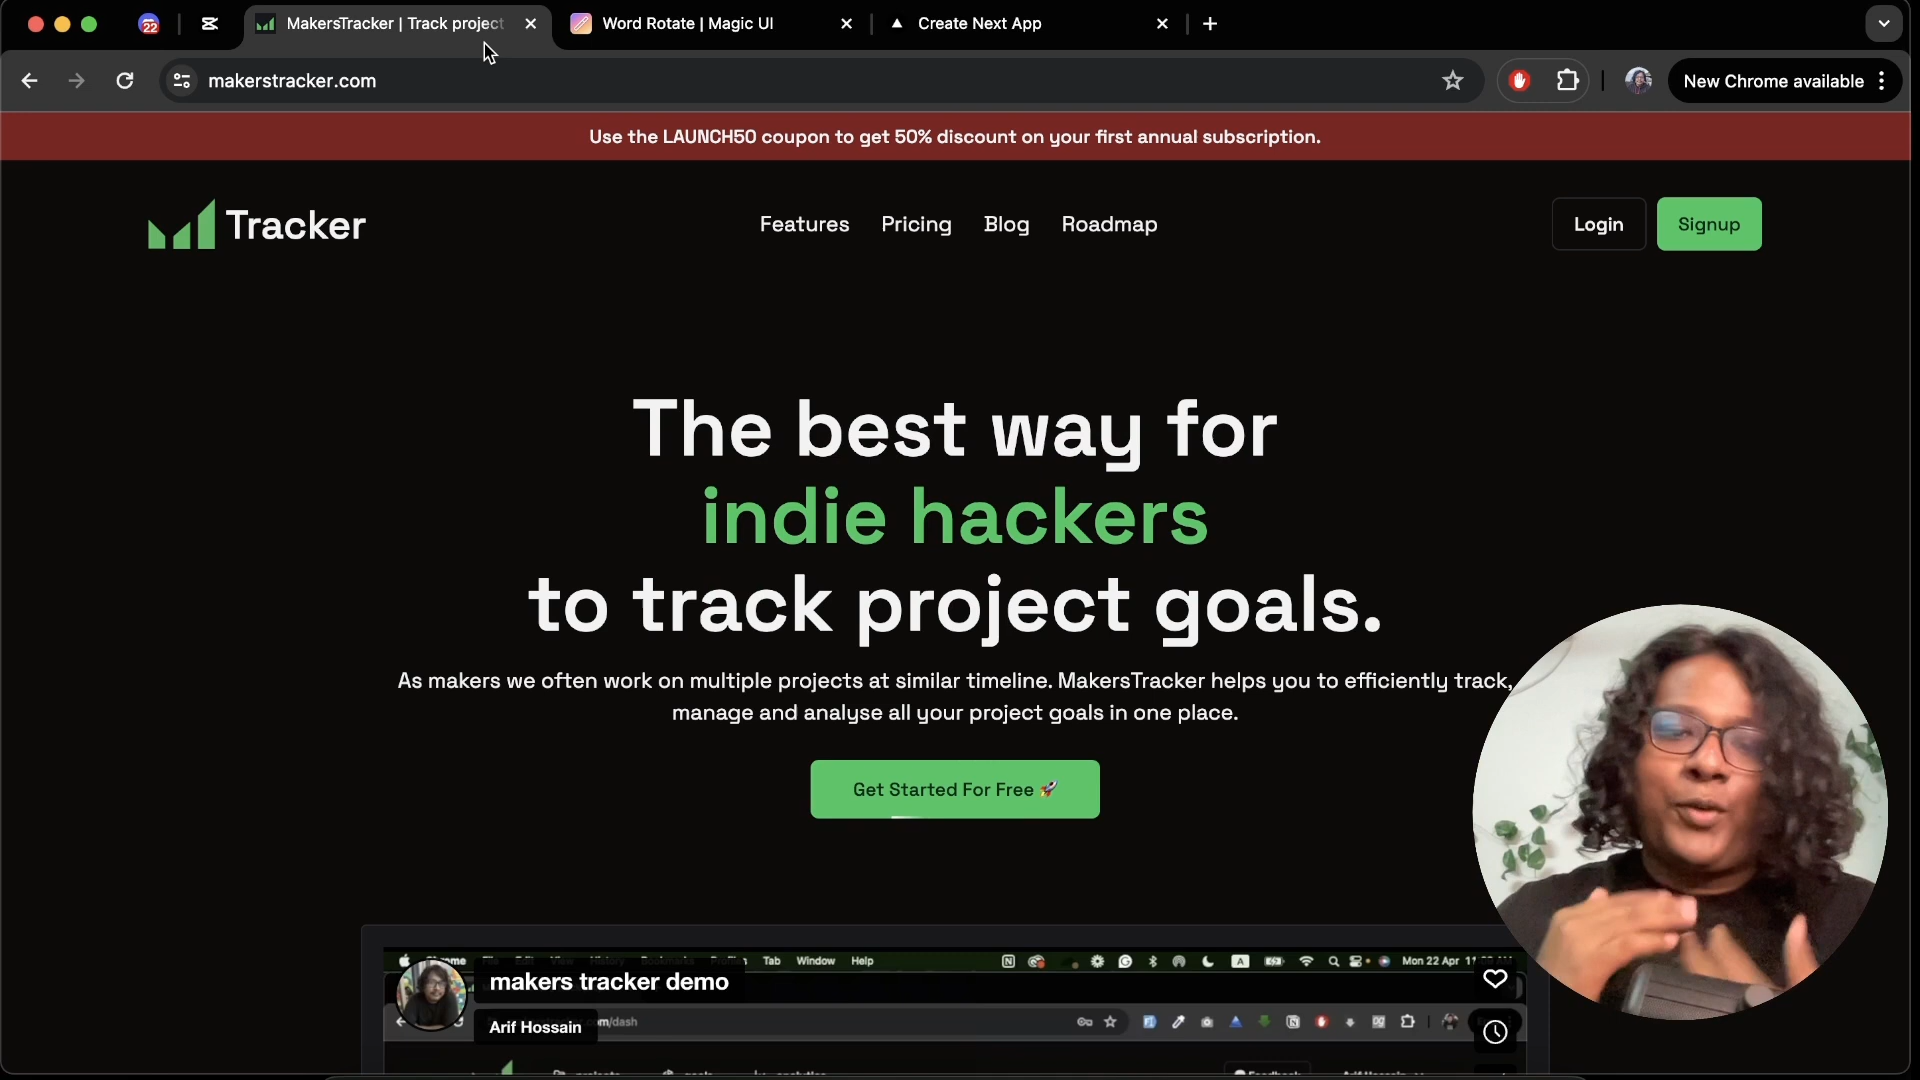 22
MakersTracker | Track project
Word Rotate | Magic UI
Create Next App
makerstracker.com
New Chrome available
Use the LAUNCH50 coupon to get 50% discount on your first annual subscription.
Tracker
Features
Pricing
Blog
Roadmap
Login
Signup
The best way for
indie hackers
to track project goals.
As makers we often work on multiple projects at similar timeline. MakersTracker helps you to efficiently track,
manage and analyse all your project goals in one place.
Get Started For Free 🚀
Tab Window Help
Mon 22 Apr
makers tracker demo
Arif Hossain
/dash